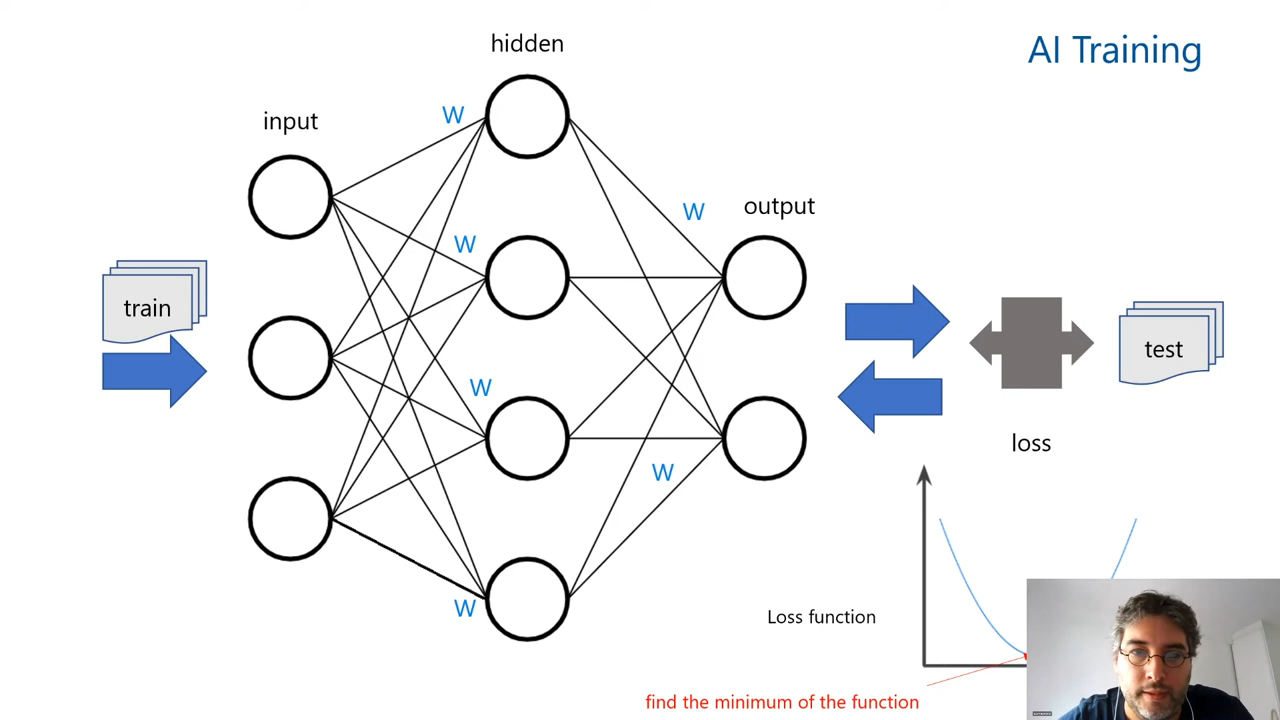 AI Training
hidden
input
W
W
W
W
W
W
output
train
test
loss
Loss function
find the minimum of the function